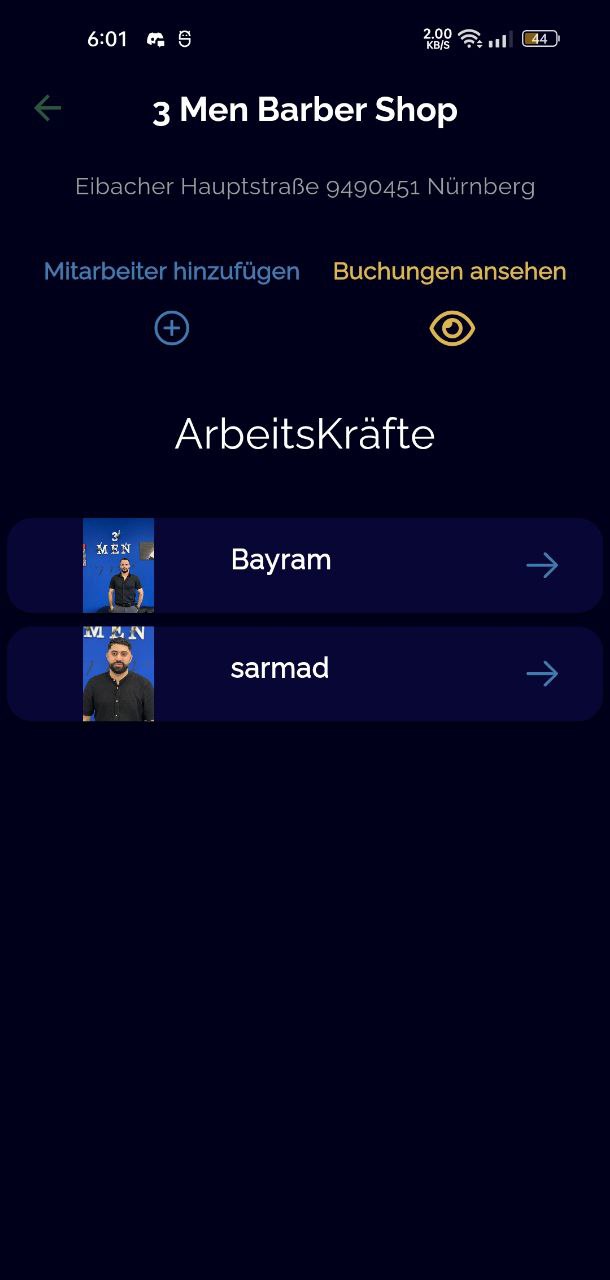 6:01
2.00
KB/S
44
3 Men Barber Shop
Eibacher Hauptstraße 9490451 Nürnberg
Mitarbeiter hinzufügen
Buchungen ansehen
ArbeitsKräfte
3
MEN
Bayram
MEN
sarmad